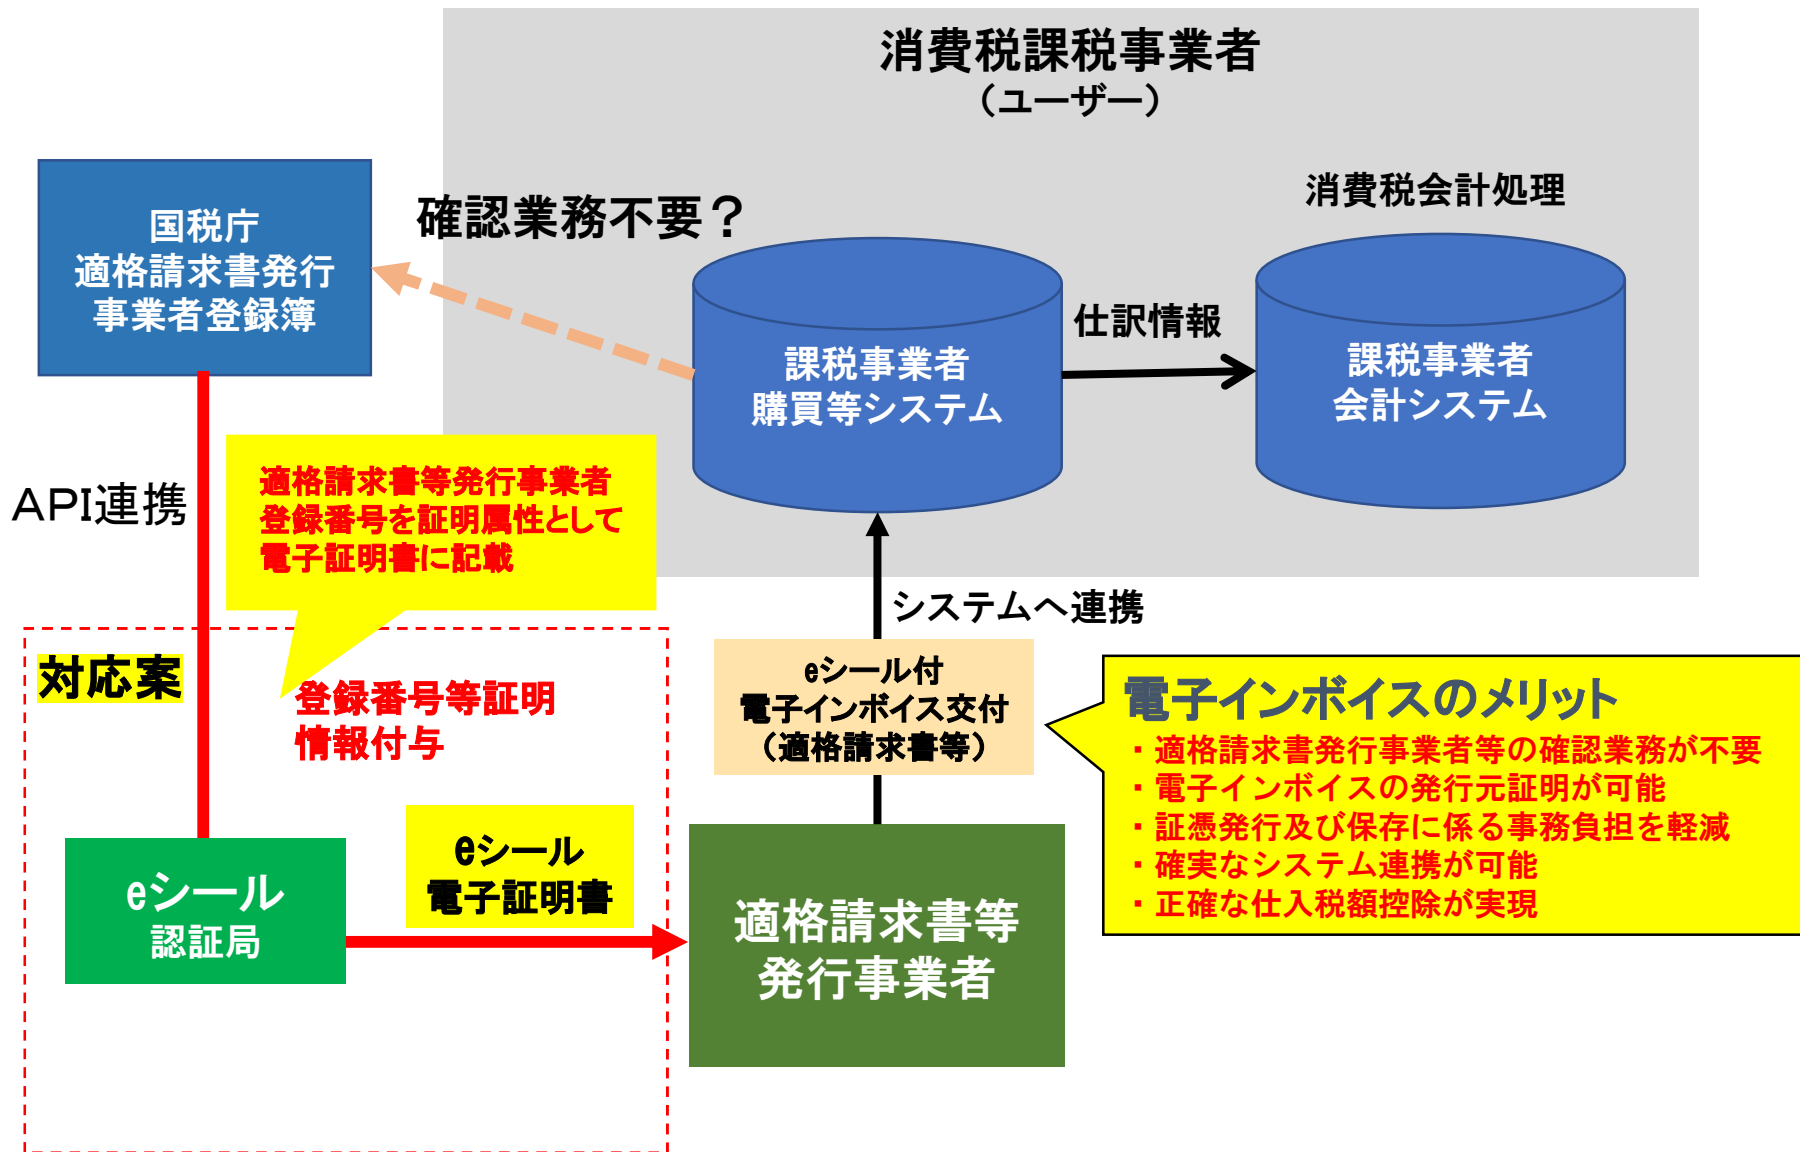 消費税課税事業者
（ユーザー）
国税庁
適格請求書発行
事業者登録簿
確認業務不要？
消費税会計処理
課税事業者
購買等システム
仕訳情報
課税事業者
会計システム
API連携
適格請求書等発行事業者
登録番号を証明属性として
電子証明書に記載
システムへ連携
対応案
登録番号等証明
情報付与
eシール付
電子インボイス交付
（適格請求書等）
電子インボイスのメリット
・適格請求書発行事業者等の確認業務が不要
・電子インボイスの発行元証明が可能
・証憑発行及び保存に係る事務負担を軽減
・確実なシステム連携が可能
・正確な仕入税額控除が実現
eシール
認証局
eシール
電子証明書
適格請求書等
発行事業者